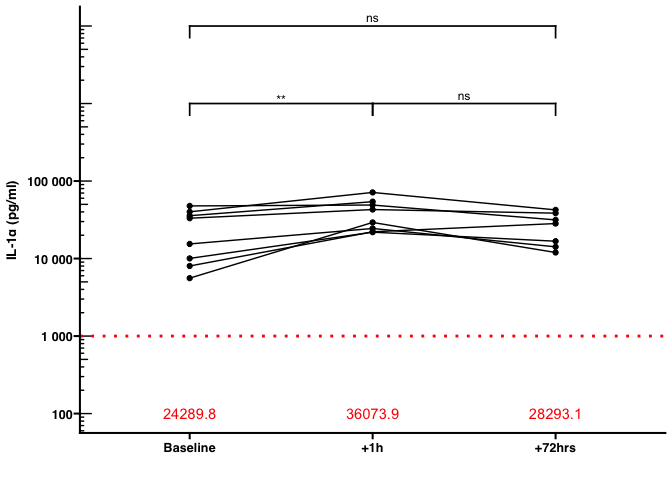 ns
**
ns
IL-1α (pg/ml)
100 000
10 000
1 000
100
24289.8
36073.9
28293.1
Baseline
+1h
+72hrs